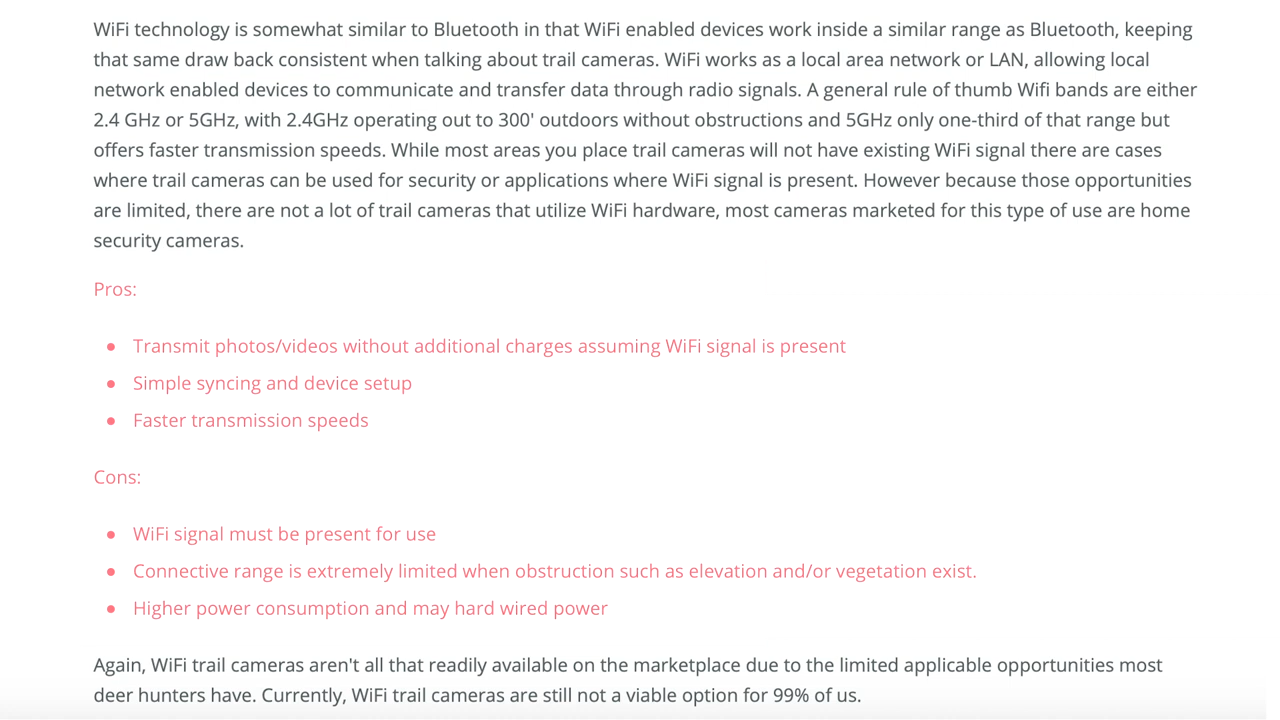 WiFi technology is somewhat similar to Bluetooth in that WiFi enabled devices work inside a similar range as Bluetooth, keeping
that same draw back consistent when talking about trail cameras. WiFi works as a local area network or LAN, allowing local
network enabled devices to communicate and transfer data through radio signals. A general rule of thumb Wifi bands are either
2.4 GHz or 5GHz, with 2.4GHz operating out to 300' outdoors without obstructions and 5GHz only one-third of that range but
offers faster transmission speeds. While most areas you place trail cameras will not have existing WiFi signal there are cases
where trail cameras can be used for security or applications where WiFi signal is present. However because those opportunities
are limited, there are not a lot of trail cameras that utilize WiFi hardware, most cameras marketed for this type of use are home
security cameras.
Pros:
● Transmit photos/videos without additional charges assuming WiFi signal is present
● Simple syncing and device setup
● Faster transmission speeds
Cons:
● WiFi signal must be present for use
● Connective range is extremely limited when obstruction such as elevation and/or vegetation exist.
● Higher power consumption and may hard wired power
Again, WiFi trail cameras aren't all that readily available on the marketplace due to the limited applicable opportunities most
deer hunters have. Currently, WiFi trail cameras are still not a viable option for 99% of us.